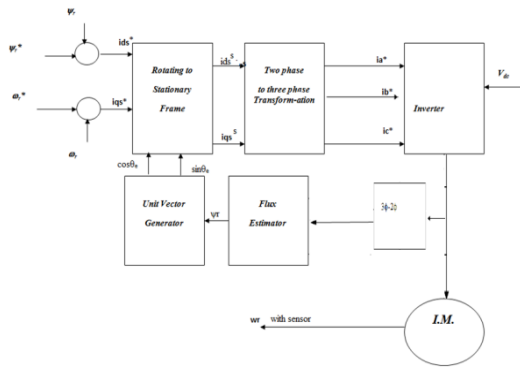 ψr
ψr*
ids*
Rotating to
Stationary
Frame
ids s
Two phase
to three phase
Transform-ation
ia*
ib*
ic*
Inverter
Vdc
ωr*
iqs*
iqs s
ωr
cosθe
sinθe
Unit Vector
Generator
ψr
Flux
Estimator
3ϕ-2ϕ
wr with sensor
I.M.